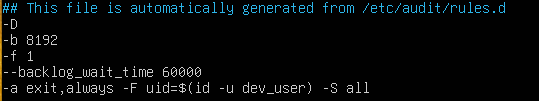 ## This file is automatically generated from /etc/audit/rules.d
-D
-b 8192
-f 1
--backlog_wait_time 60000
-a exit,always -F uid=$(id -u dev_user) -S all